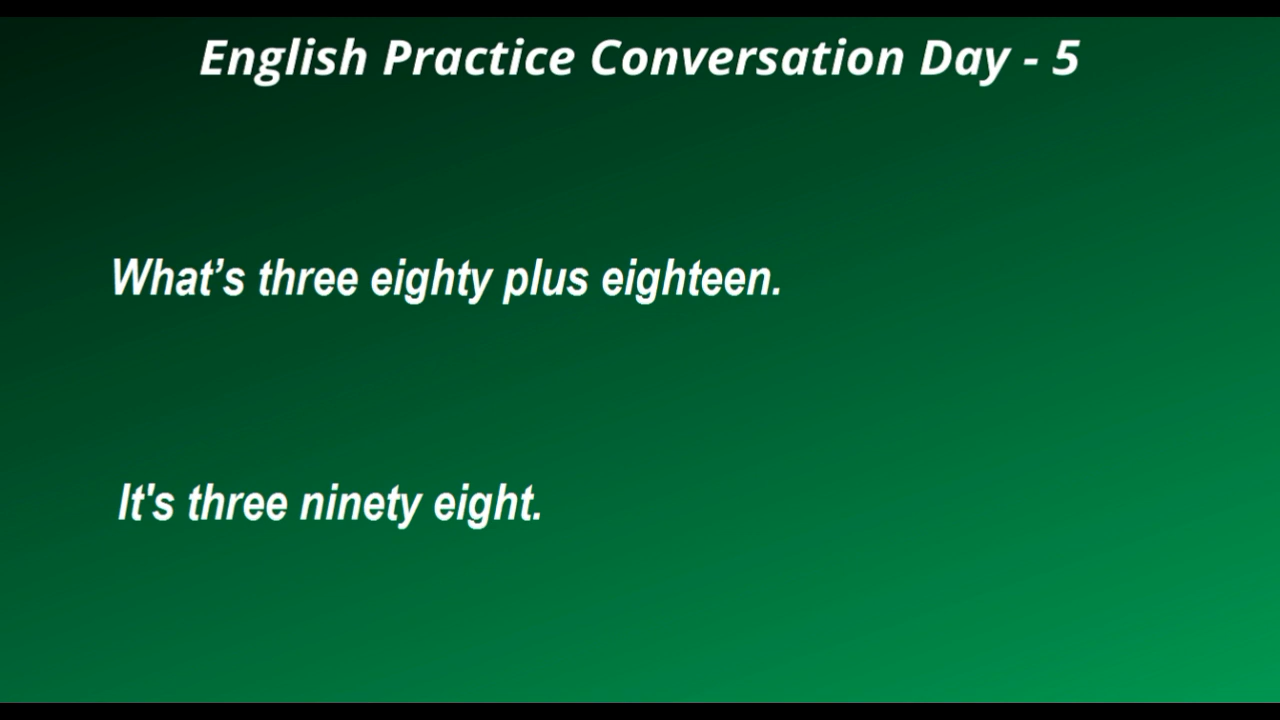 English Practice Conversation Day - 5
What’s three eighty plus eighteen.
It's three ninety eight.